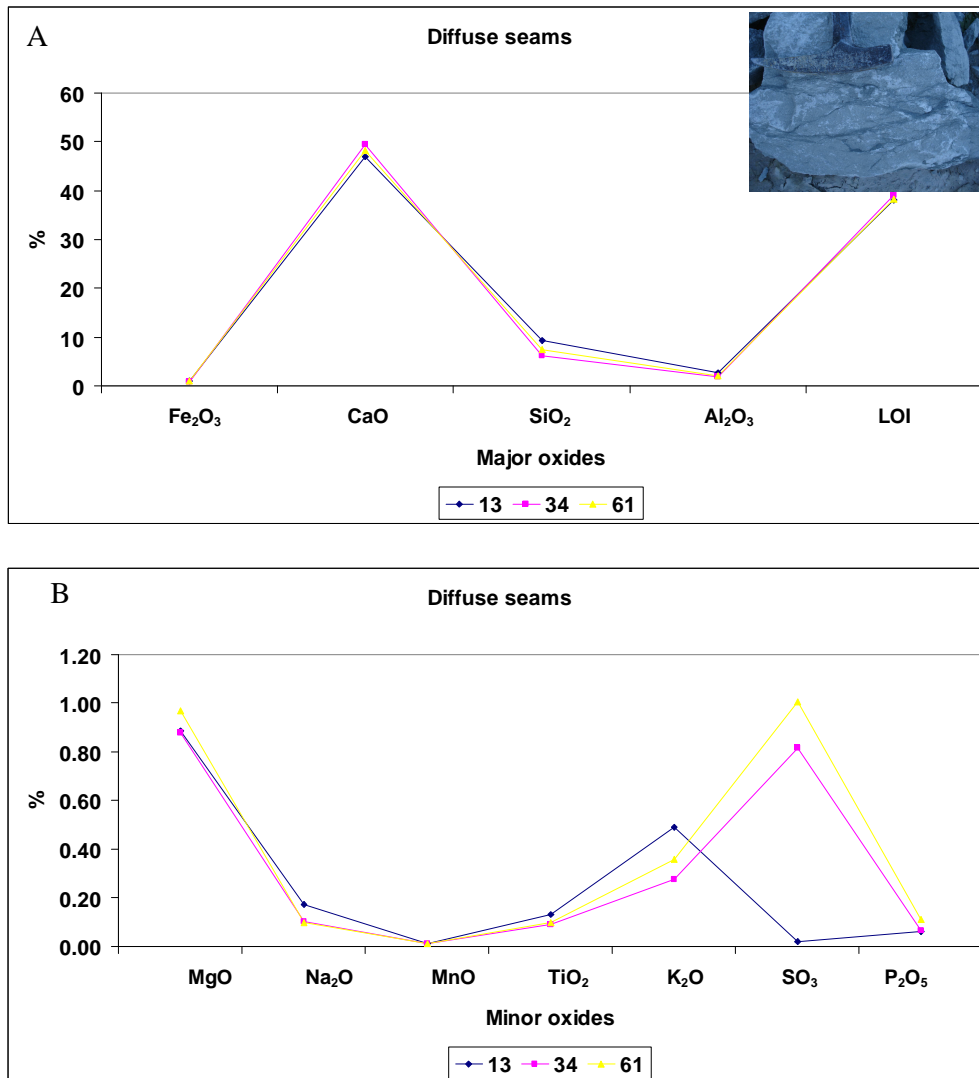 A
Diffuse seams
60
50
40
30
20
10
0
%
Fe₂O₃ CaO SiO₂ Al₂O₃ LOI
Major oxides
13 34 61
B
Diffuse seams
1.20
1.00
0.80
0.60
0.40
0.20
0.00
%
MgO Na₂O MnO TiO₂ K₂O SO₃ P₂O₅
Minor oxides
13 34 61